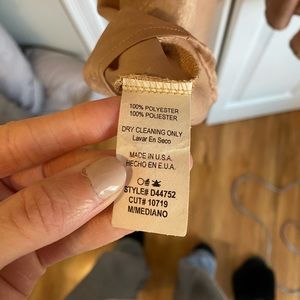 100% POLYESTER
100% POLIESTER
DRY CLEANING ONLY
Lavar En Seco
MADE IN U.S.A.
HECHO EN E.U.A.
STYLE# D44752
CUT# 10719
M/MEDIANO